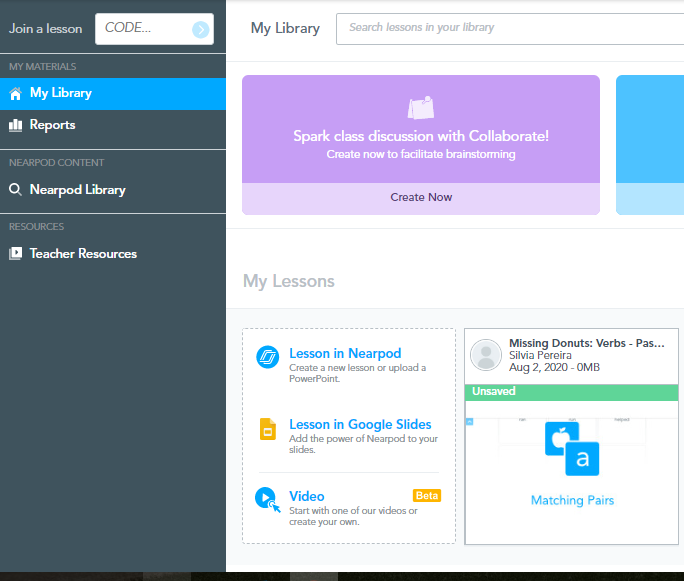 Join a lesson
CODE...
MY MATERIALS
My Library
Reports
NEARPOD CONTENT
Nearpod Library
RESOURCES
Teacher Resources
My Library
Search lessons in your library
Spark class discussion with Collaborate!
Create now to facilitate brainstorming
Create Now
My Lessons
Lesson in Nearpod
Create a new lesson or upload a
PowerPoint.
Lesson in Google Slides
Add the power of Nearpod to your
slides.
Video
Beta
Start with one of our videos or
create your own.
Missing Donuts: Verbs - Pas...
Silvia Pereira
Aug 2, 2020 - 0MB
Unsaved
a
Matching Pairs